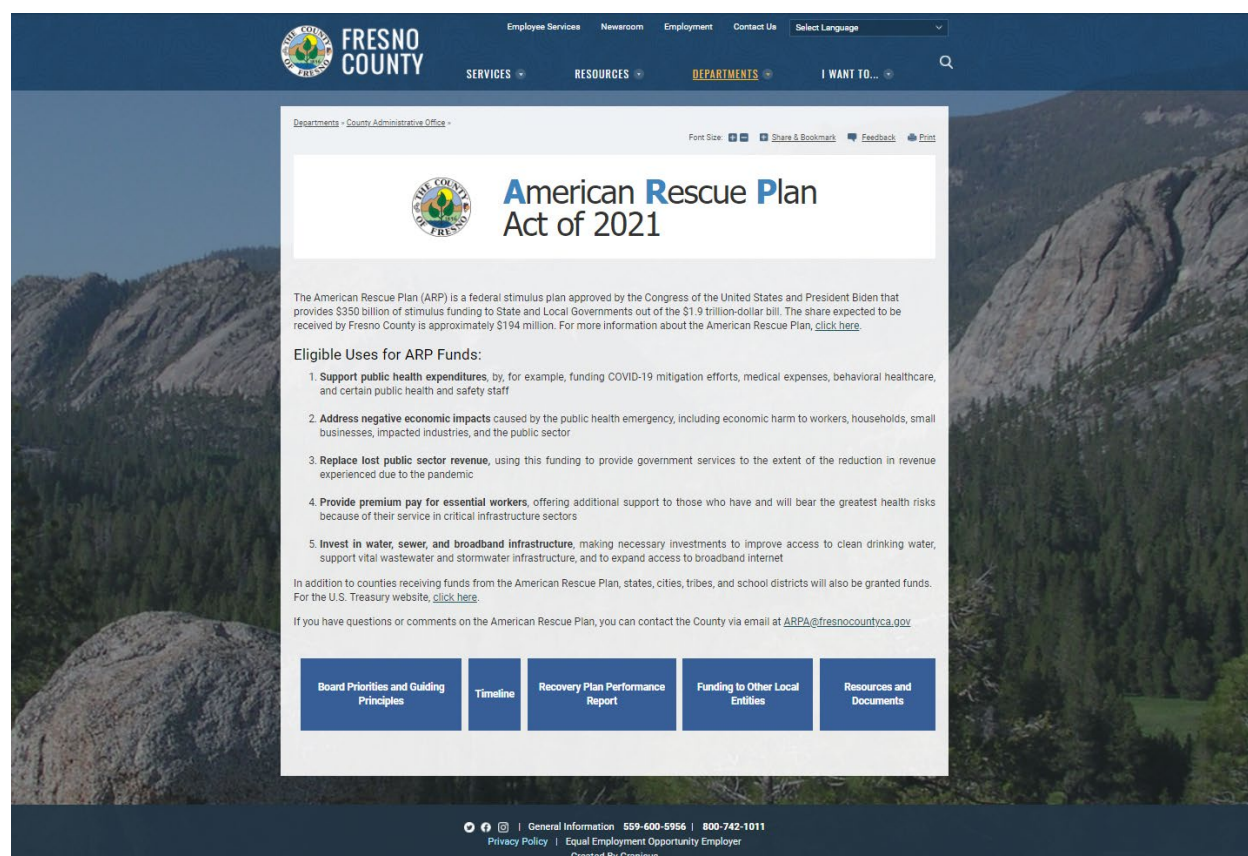 THE COUNTY OF FRESNO
FRESNO
COUNTY
Employee Services Newsroom Employment Contact Us Select Language
SERVICES RESOURCES DEPARTMENTS I WANT TO...
Departments » County Administrative Office »
Font Size: + - Share & Bookmark Feedback Print
THE COUNTY OF FRESNO
American Rescue Plan
Act of 2021
The American Rescue Plan (ARP) is a federal stimulus plan approved by the Congress of the United States and President Biden that
provides $350 billion of stimulus funding to State and Local Governments out of the $1.9 trillion-dollar bill. The share expected to be
received by Fresno County is approximately $194 million. For more information about the American Rescue Plan, click here.
Eligible Uses for ARP Funds:
1. Support public health expenditures, by, for example, funding COVID-19 mitigation efforts, medical expenses, behavioral healthcare,
and certain public health and safety staff
2. Address negative economic impacts caused by the public health emergency, including economic harm to workers, households, small
businesses, impacted industries, and the public sector
3. Replace lost public sector revenue, using this funding to provide government services to the extent of the reduction in revenue
experienced due to the pandemic
4. Provide premium pay for essential workers, offering additional support to those who have and will bear the greatest health risks
because of their service in critical infrastructure sectors
5. Invest in water, sewer, and broadband infrastructure, making necessary investments to improve access to clean drinking water,
support vital wastewater and stormwater infrastructure, and to expand access to broadband internet
In addition to counties receiving funds from the American Rescue Plan, states, cities, tribes, and school districts will also be granted funds.
For the U.S. Treasury website, click here.
If you have questions or comments on the American Rescue Plan, you can contact the County via email at ARPA@fresnocountyca.gov
Board Priorities and Guiding
Principles
Timeline
Recovery Plan Performance
Report
Funding to Other Local
Entities
Resources and
Documents
| General Information 559-600-5956 | 800-742-1011
Privacy Policy | Equal Employment Opportunity Employer
Created By Granicus